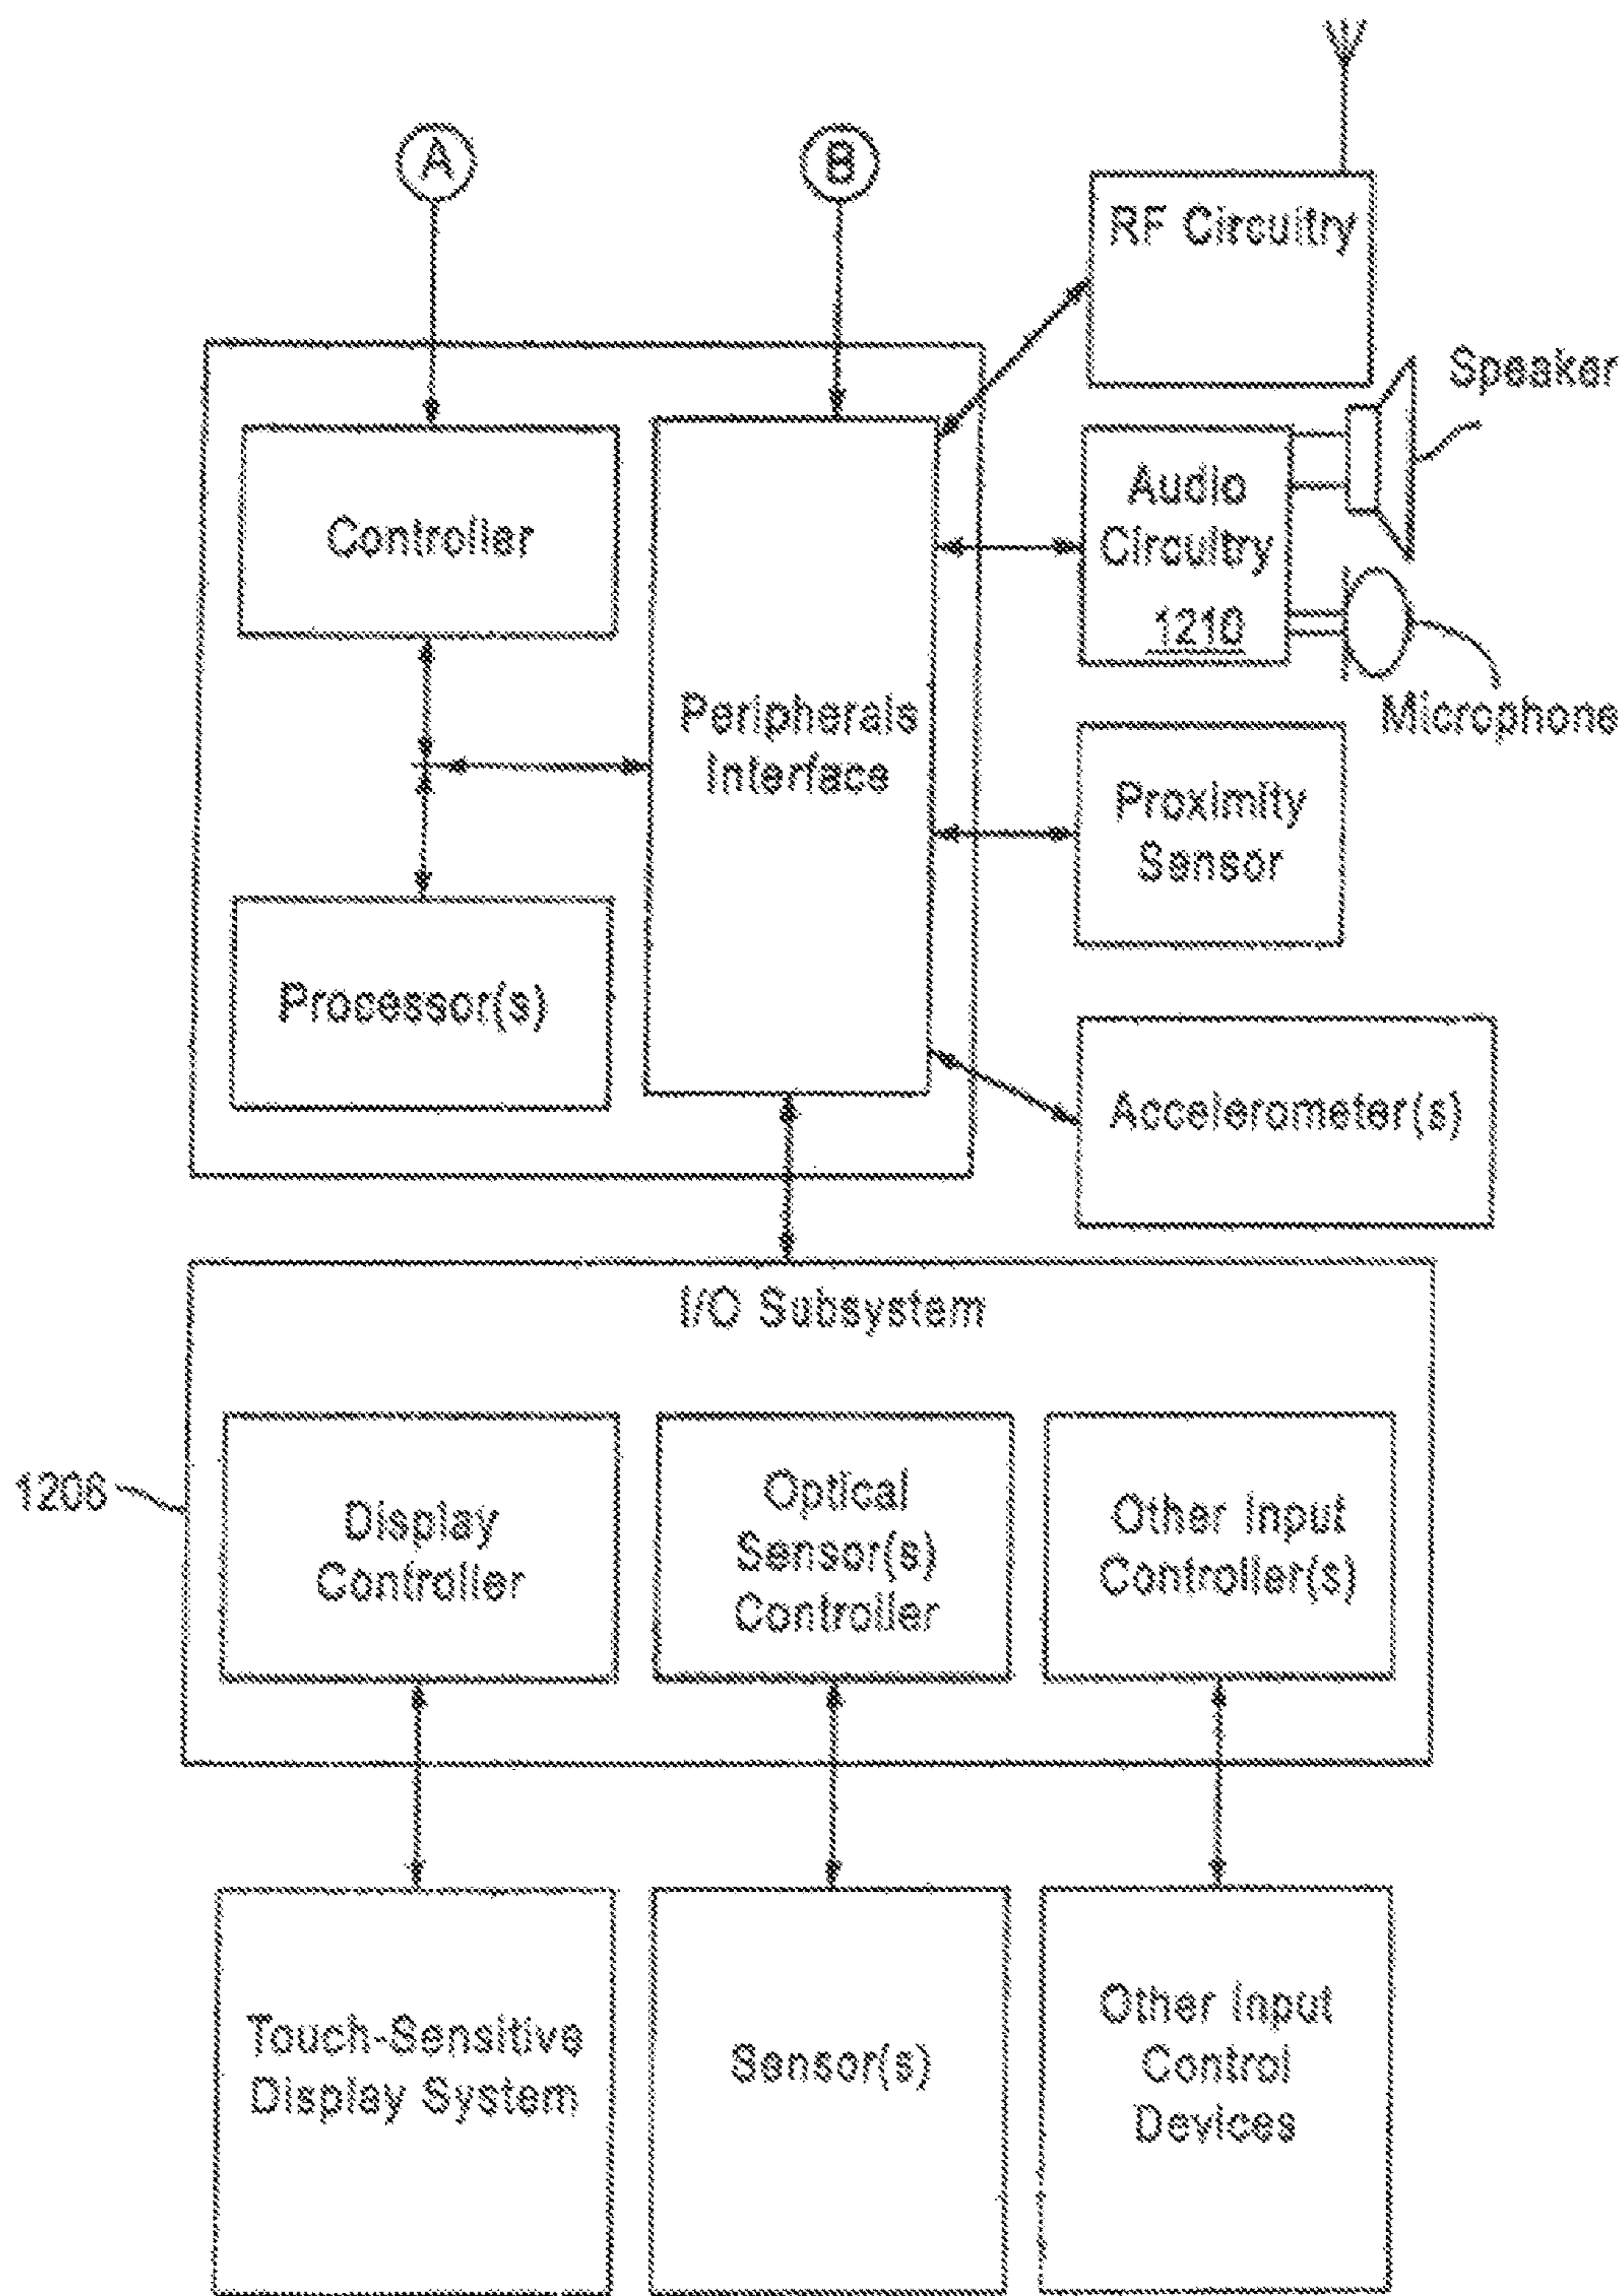 A
B
RF Circuitry
Speaker
Controller
Audio
Circuitry
1210
Peripherals
Interface
Microphone
Proximity
Sensor
Processor(s)
Accelerometer(s)
I/O Subsystem
1206
Display
Controller
Optical
Sensor(s)
Controller
Other Input
Controller(s)
Touch-Sensitive
Display System
Sensor(s)
Other Input
Control
Devices